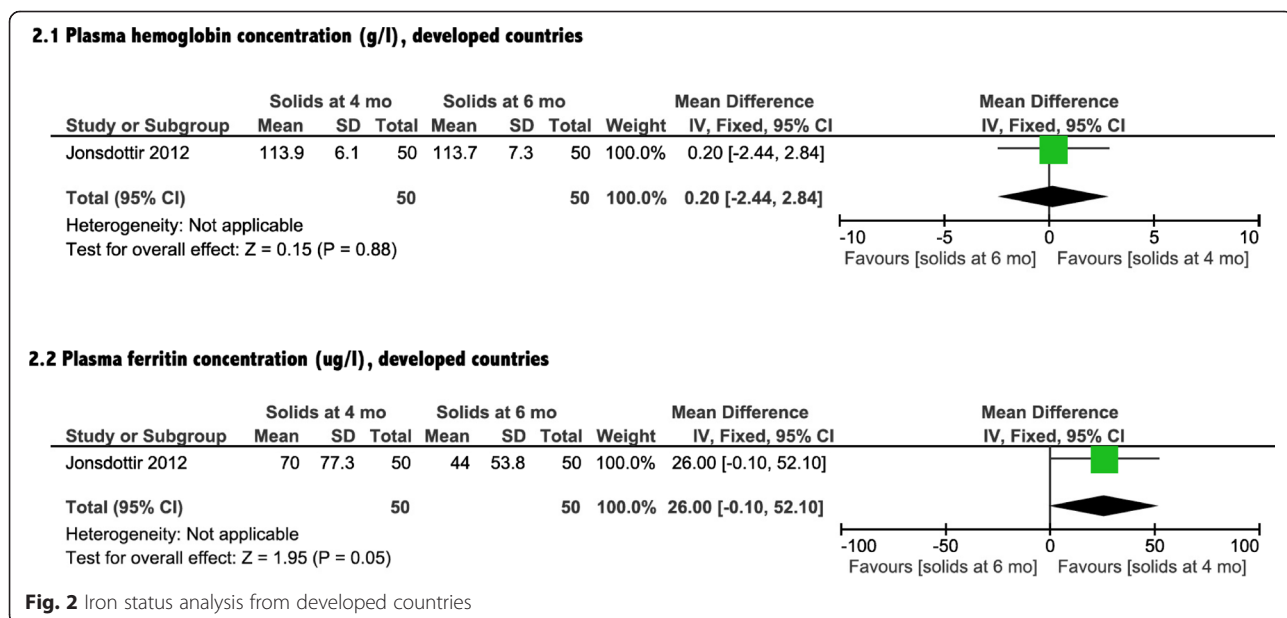 2.1 Plasma hemoglobin concentration (g/l), developed countries
Solids at 4 mo Solids at 6 mo Mean Difference Mean Difference
Study or Subgroup Mean SD Total Mean SD Total Weight IV, Fixed, 95% CI IV, Fixed, 95% CI
Jonsdottir 2012 113.9 6.1 50 113.7 7.3 50 100.0% 0.20 [-2.44, 2.84]
Total (95% CI) 50 50 100.0% 0.20 [-2.44, 2.84]
Heterogeneity: Not applicable
Test for overall effect: Z = 0.15 (P = 0.88)
-10 -5 0 5 10
Favours [solids at 6 mo] Favours [solids at 4 mo]
2.2 Plasma ferritin concentration (ug/l), developed countries
Solids at 4 mo Solids at 6 mo Mean Difference Mean Difference
Study or Subgroup Mean SD Total Mean SD Total Weight IV, Fixed, 95% CI IV, Fixed, 95% CI
Jonsdottir 2012 70 77.3 50 44 53.8 50 100.0% 26.00 [-0.10, 52.10]
Total (95% CI) 50 50 100.0% 26.00 [-0.10, 52.10]
Heterogeneity: Not applicable
Test for overall effect: Z = 1.95 (P = 0.05)
-100 -50 0 50 100
Favours [solids at 6 mo] Favours [solids at 4 mo]
Fig. 2 Iron status analysis from developed countries